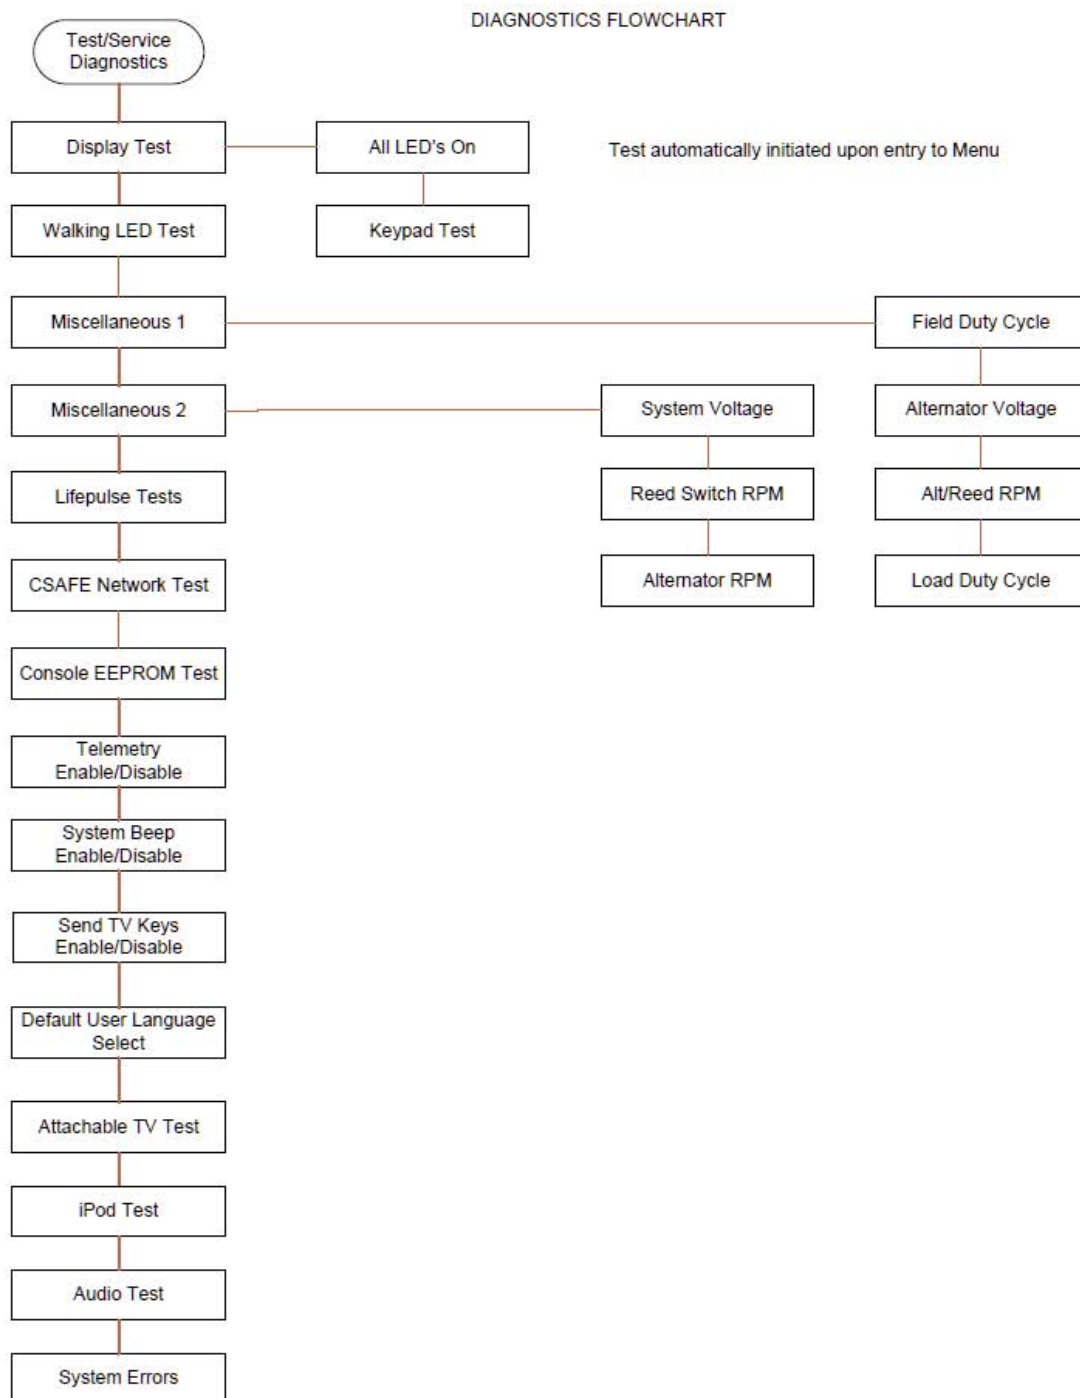 DIAGNOSTICS FLOWCHART
Test/Service
Diagnostics
Display Test
All LED's On
Test automatically initiated upon entry to Menu
Walking LED Test
Keypad Test
Miscellaneous 1
Field Duty Cycle
Miscellaneous 2
System Voltage
Alternator Voltage
Lifepulse Tests
Reed Switch RPM
Alt/Reed RPM
CSAFE Network Test
Alternator RPM
Load Duty Cycle
Console EEPROM Test
Telemetry
Enable/Disable
System Beep
Enable/Disable
Send TV Keys
Enable/Disable
Default User Language
Select
Attachable TV Test
iPod Test
Audio Test
System Errors